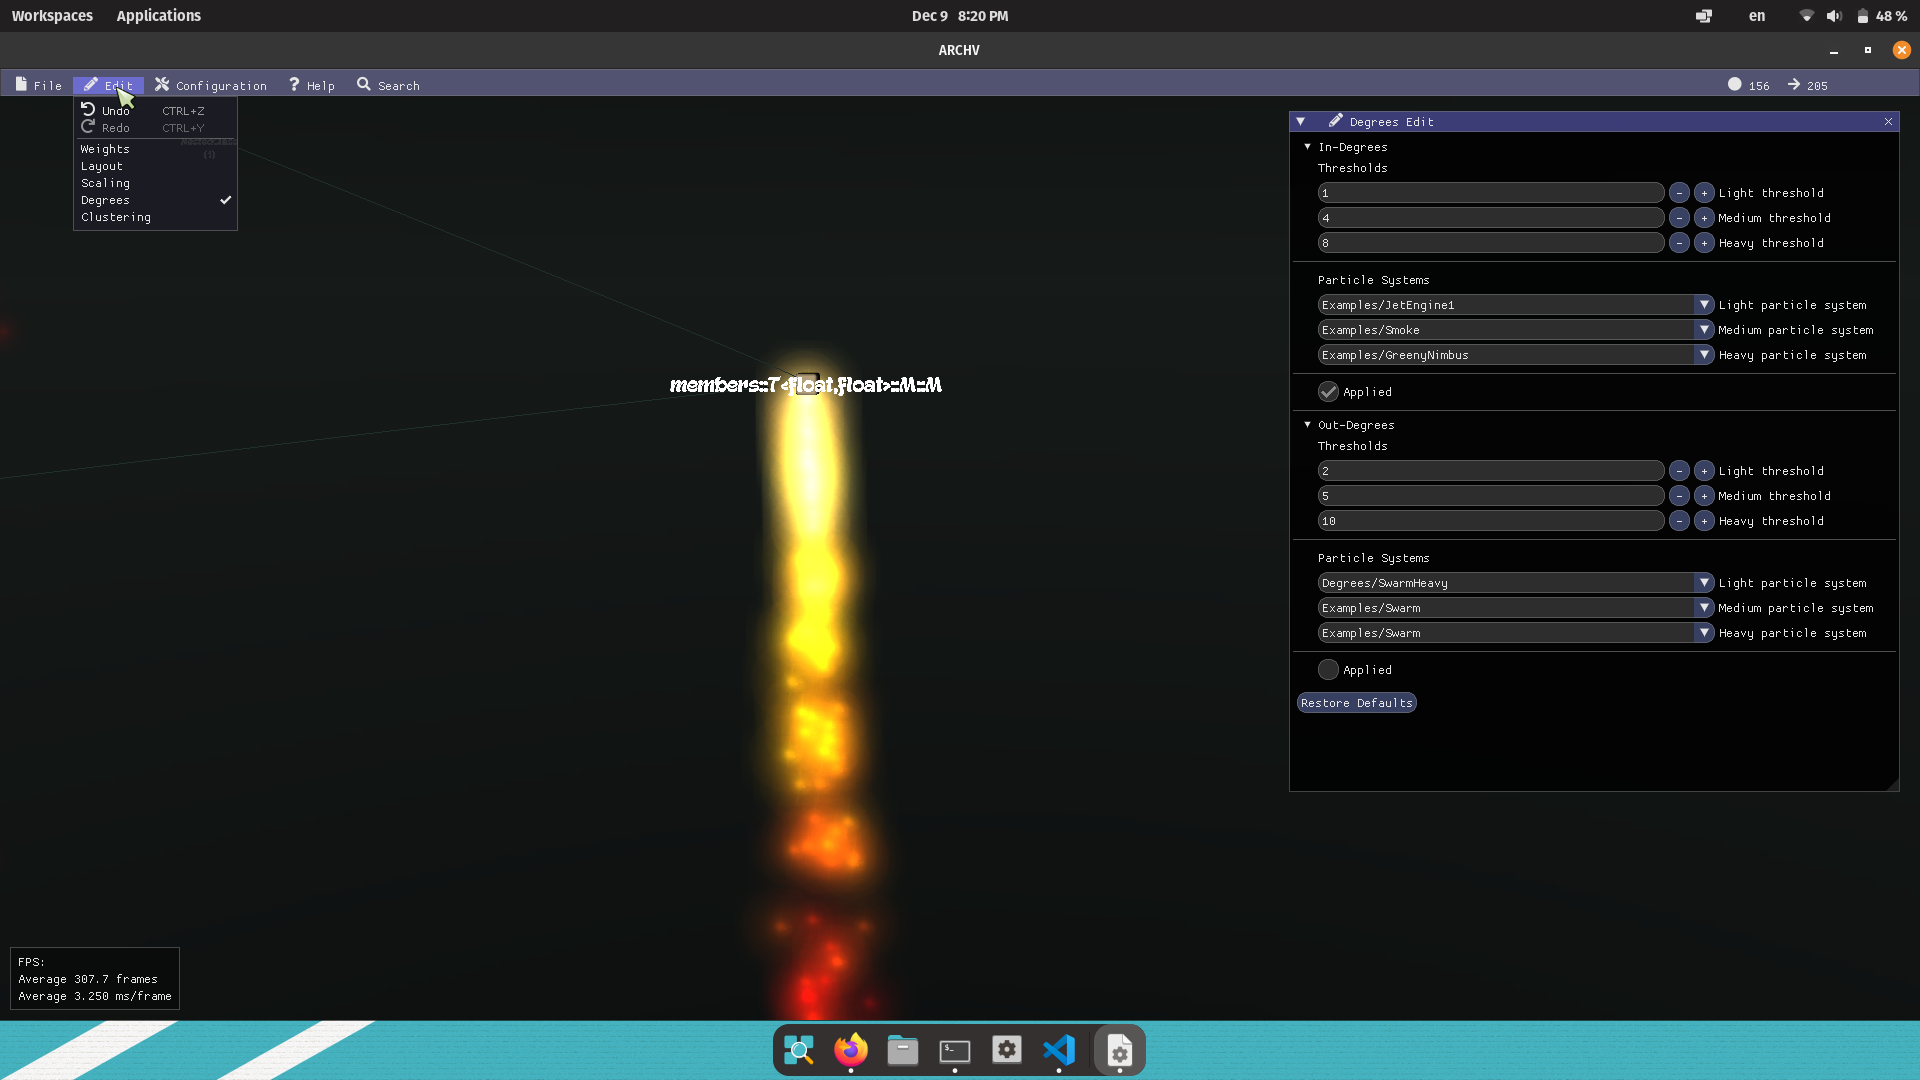 Workspaces Applications Dec 9 8:20 PM en 48 %
ARCHV
File Edit Configuration ? Help Search 156 205
Undo CTRL+Z
Redo CTRL+Y
Weights
Layout
Scaling
Degrees
Clustering
Degrees Edit
In-Degrees
Thresholds
1 - + Light threshold
4 - + Medium threshold
8 - + Heavy threshold
Particle Systems
Examples/JetEngine1 Light particle system
Examples/Smoke Medium particle system
Examples/GreenyNimbus Heavy particle system
Applied
Out-Degrees
Thresholds
2 - + Light threshold
5 - + Medium threshold
10 - + Heavy threshold
Particle Systems
Degrees/SwarmHeavy Light particle system
Examples/Swarm Medium particle system
Examples/Swarm Heavy particle system
Applied
Restore Defaults
members::T<float,float>::M::M
FPS:
Average 307.7 frames
Average 3.250 ms/frame